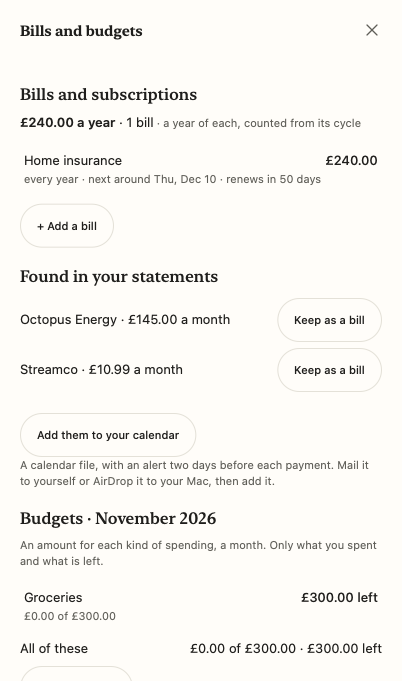 Bills and budgets
Bills and subscriptions
£240.00 a year · 1 bill · a year of each, counted from its cycle
Home insurance £240.00
every year · next around Thu, Dec 10 · renews in 50 days
+ Add a bill
Found in your statements
Octopus Energy · £145.00 a month Keep as a bill
Streamco · £10.99 a month Keep as a bill
Add them to your calendar
A calendar file, with an alert two days before each payment. Mail it
to yourself or AirDrop it to your Mac, then add it.
Budgets · November 2026
An amount for each kind of spending, a month. Only what you spent
and what is left.
Groceries £300.00 left
£0.00 of £300.00
All of these £0.00 of £300.00 · £300.00 left